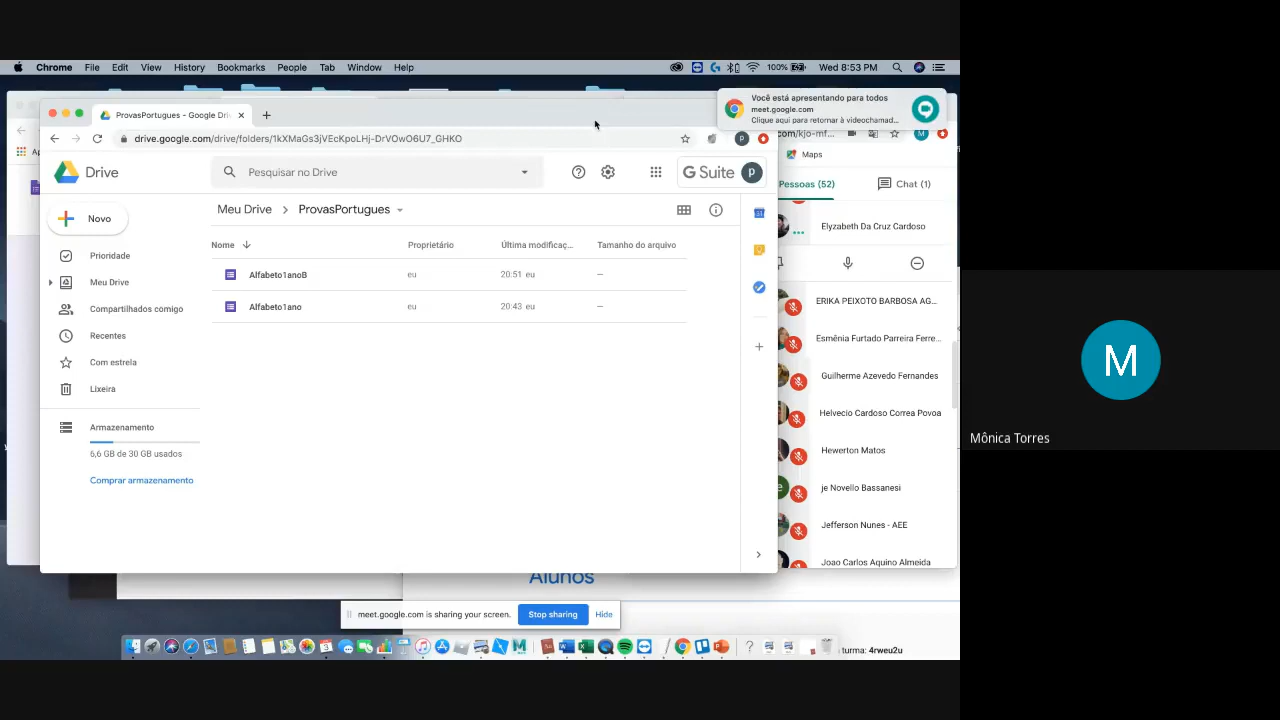 Chrome File Edit View History Bookmarks People Tab Window Help 100% Wed 8:53 PM
ProvasPortugues - Google Dri
Você está apresentando para todos
meet.google.com
Clique aqui para retornar à videochamad...
drive.google.com/drive/folders/1kXMaGs3jVEcKpoLHj-DrVOwO6U7_GHKO
p
com/kjo-mf
M
Maps
Drive
Pesquisar no Drive
G Suite p
Pessoas (52)
Chat (1)
Novo
Meu Drive > ProvasPortugues
Elyzabeth Da Cruz Cardoso
Nome Proprietário Última modificaç... Tamanho do arquivo
Alfabeto1anoB eu 20:51 eu —
Alfabeto1ano eu 20:43 eu —
Prioridade
Meu Drive
Compartilhados comigo
Recentes
Com estrela
Lixeira
Armazenamento
6,6 GB de 30 GB usados
Comprar armazenamento
ERIKA PEIXOTO BARBOSA AG...
Esmênia Furtado Parreira Ferre...
Guilherme Azevedo Fernandes
Helvecio Cardoso Correa Povoa
Hewerton Matos
je Novello Bassanesi
Jefferson Nunes - AEE
Joao Carlos Aquino Almeida
Alunos
meet.google.com is sharing your screen. Stop sharing Hide
turma: 4rweu2u
M
Mônica Torres